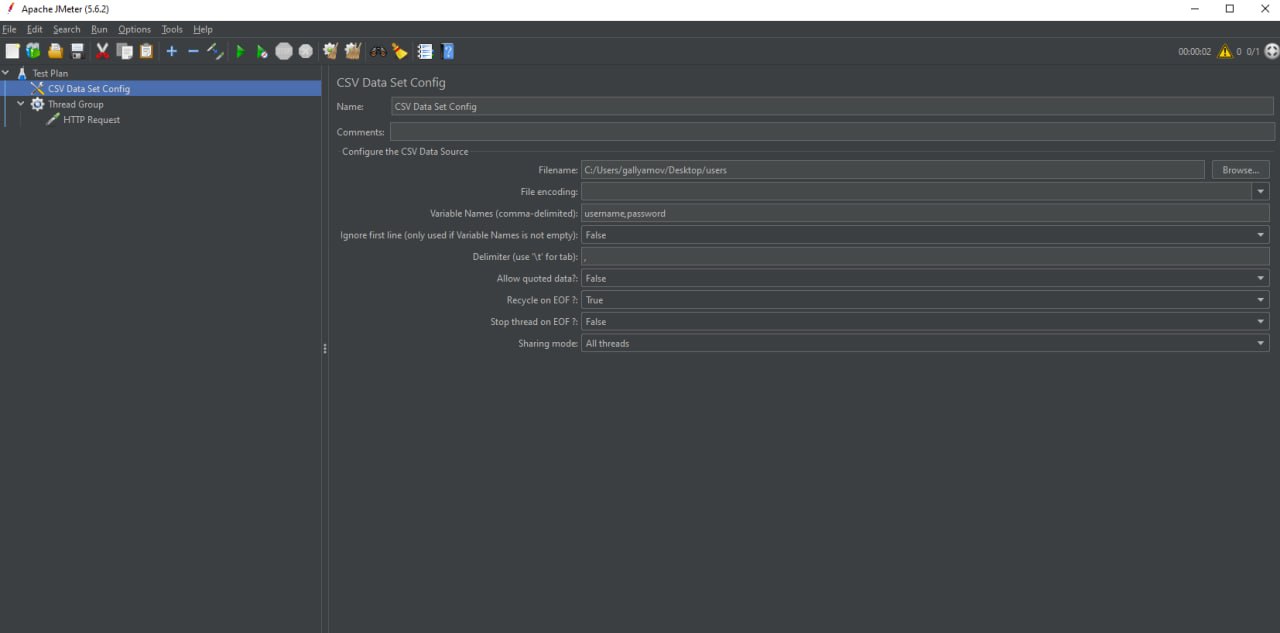 Apache JMeter (5.6.2)
File Edit Search Run Options Tools Help
00:00:02 0 0/1
Test Plan
CSV Data Set Config
Thread Group
HTTP Request
CSV Data Set Config
Name: CSV Data Set Config
Comments:
Configure the CSV Data Source
Filename: C:/Users/gallyamov/Desktop/users Browse...
File encoding:
Variable Names (comma-delimited): username,password
Ignore first line (only used if Variable Names is not empty): False
Delimiter (use '\t' for tab): ,
Allow quoted data?: False
Recycle on EOF ?: True
Stop thread on EOF ?: False
Sharing mode: All threads